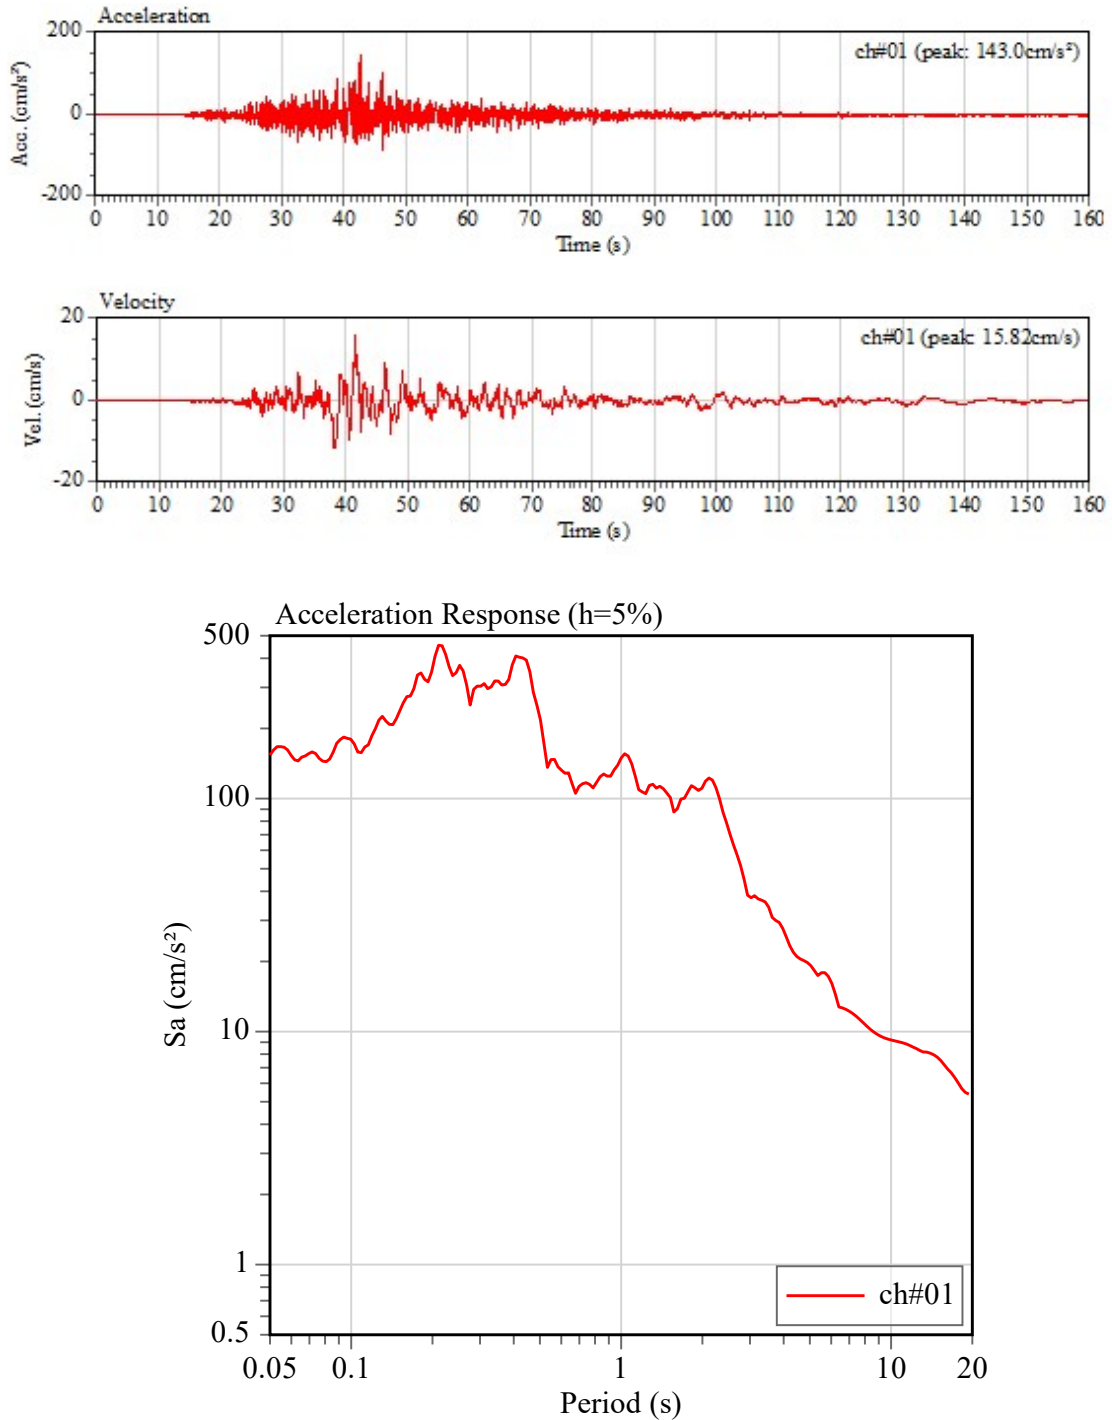 Acceleration
200
ch#01 (peak: 143.0cm/s²)
Acc. (cm/s²)
0
-200
0 10 20 30 40 50 60 70 80 90 100 110 120 130 140 150 160
Time (s)
Velocity
20
ch#01 (peak: 15.82cm/s)
Vel. (cm/s)
0
-20
0 10 20 30 40 50 60 70 80 90 100 110 120 130 140 150 160
Time (s)
Acceleration Response (h=5%)
500
100
Sa (cm/s²)
10
1
ch#01
0.5
0.05 0.1 1 10 20
Period (s)